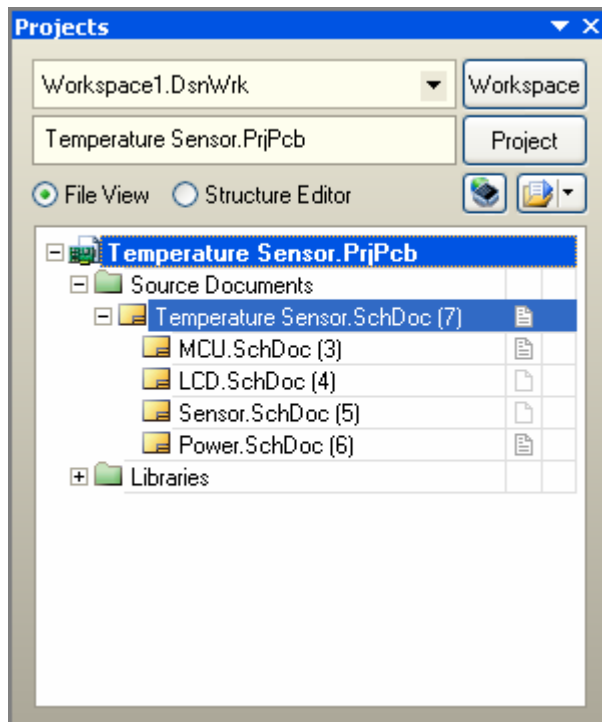 Projects
Workspace1.DsnWrk Workspace
Temperature Sensor.PrjPcb Project
File View Structure Editor
Temperature Sensor.PrjPcb
Source Documents
Temperature Sensor.SchDoc (7)
MCU.SchDoc (3)
LCD.SchDoc (4)
Sensor.SchDoc (5)
Power.SchDoc (6)
Libraries